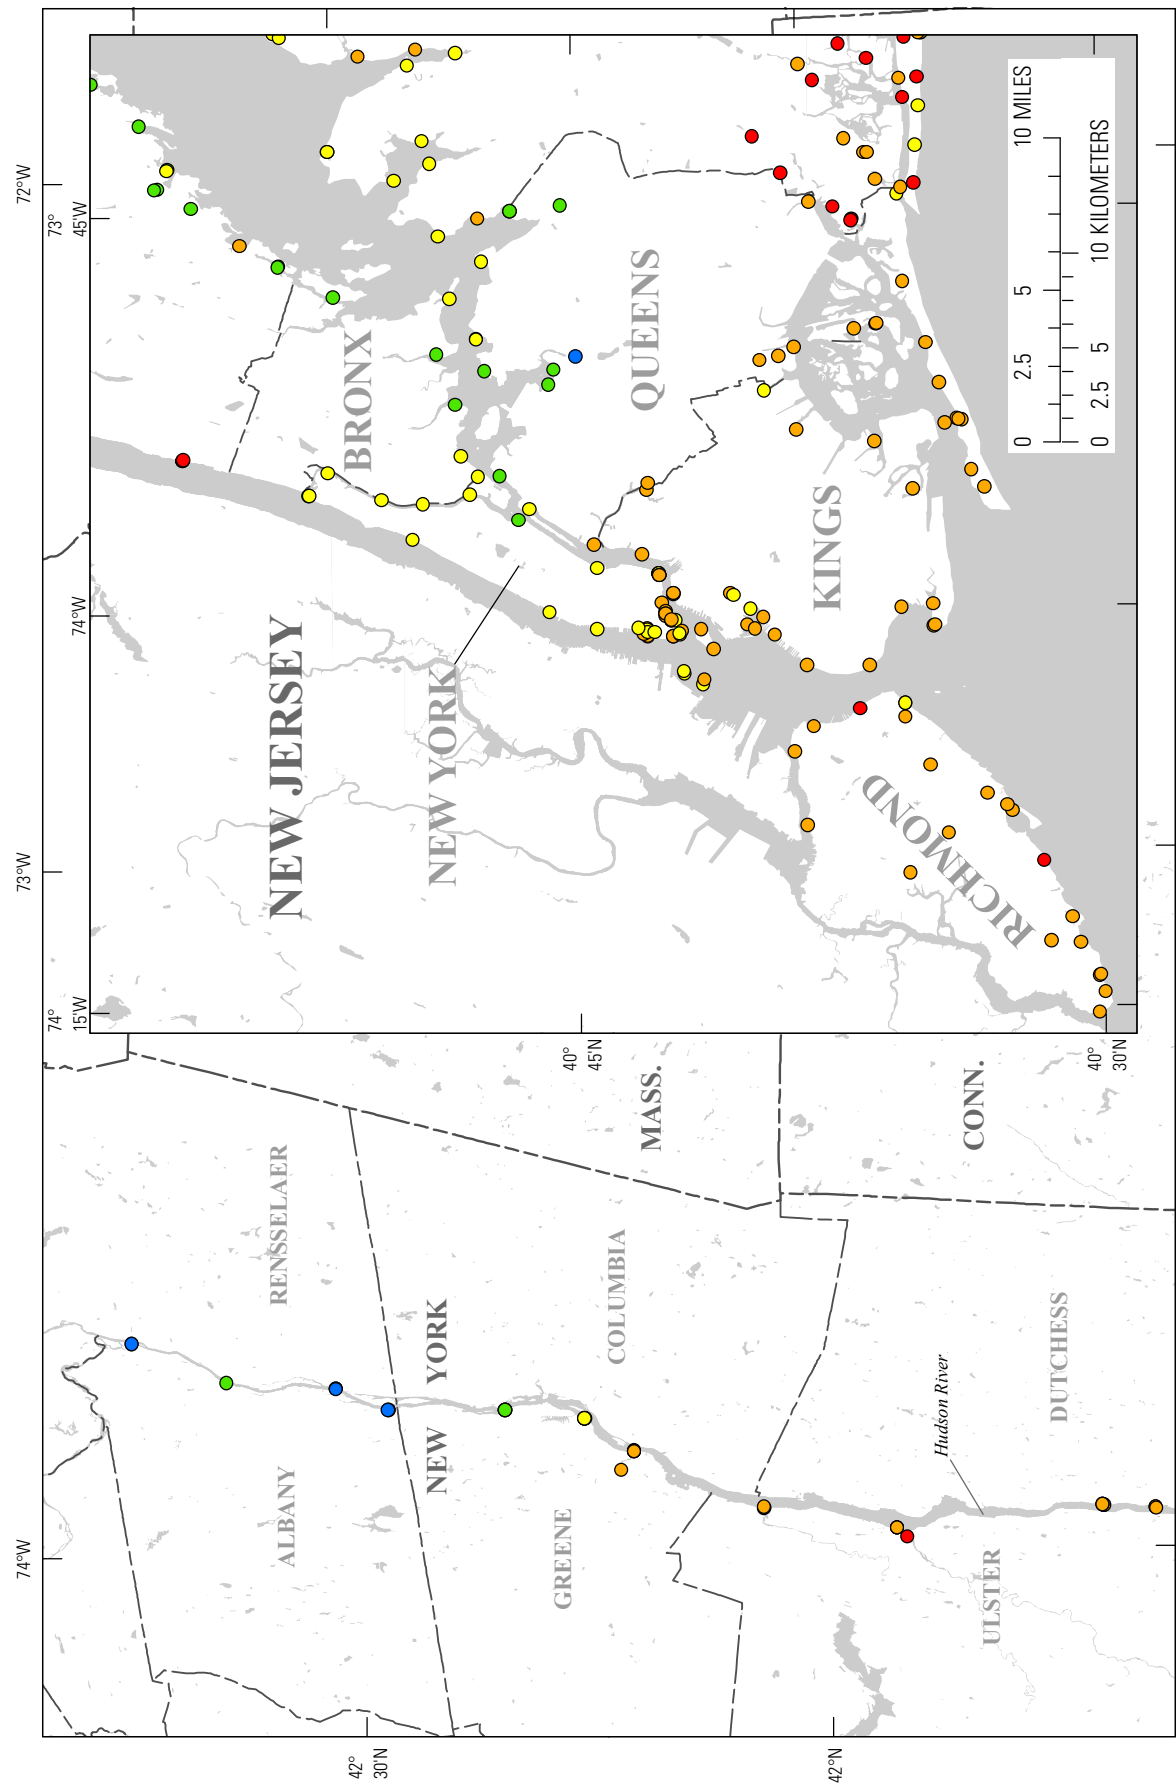 74°W
73°W
72°W
42°
30'N
42°N
ALBANY
RENSSELAER
NEW YORK
GREENE
COLUMBIA
ULSTER
DUTCHESS
Hudson River
MASS.
CONN.
74°
15'W
74°W
73°
45'W
40°
45'N
40°
30'N
NEW JERSEY
NEW YORK
BRONX
QUEENS
KINGS
RICHMOND
0 2.5 5 10 MILES
0 2.5 5 10 KILOMETERS